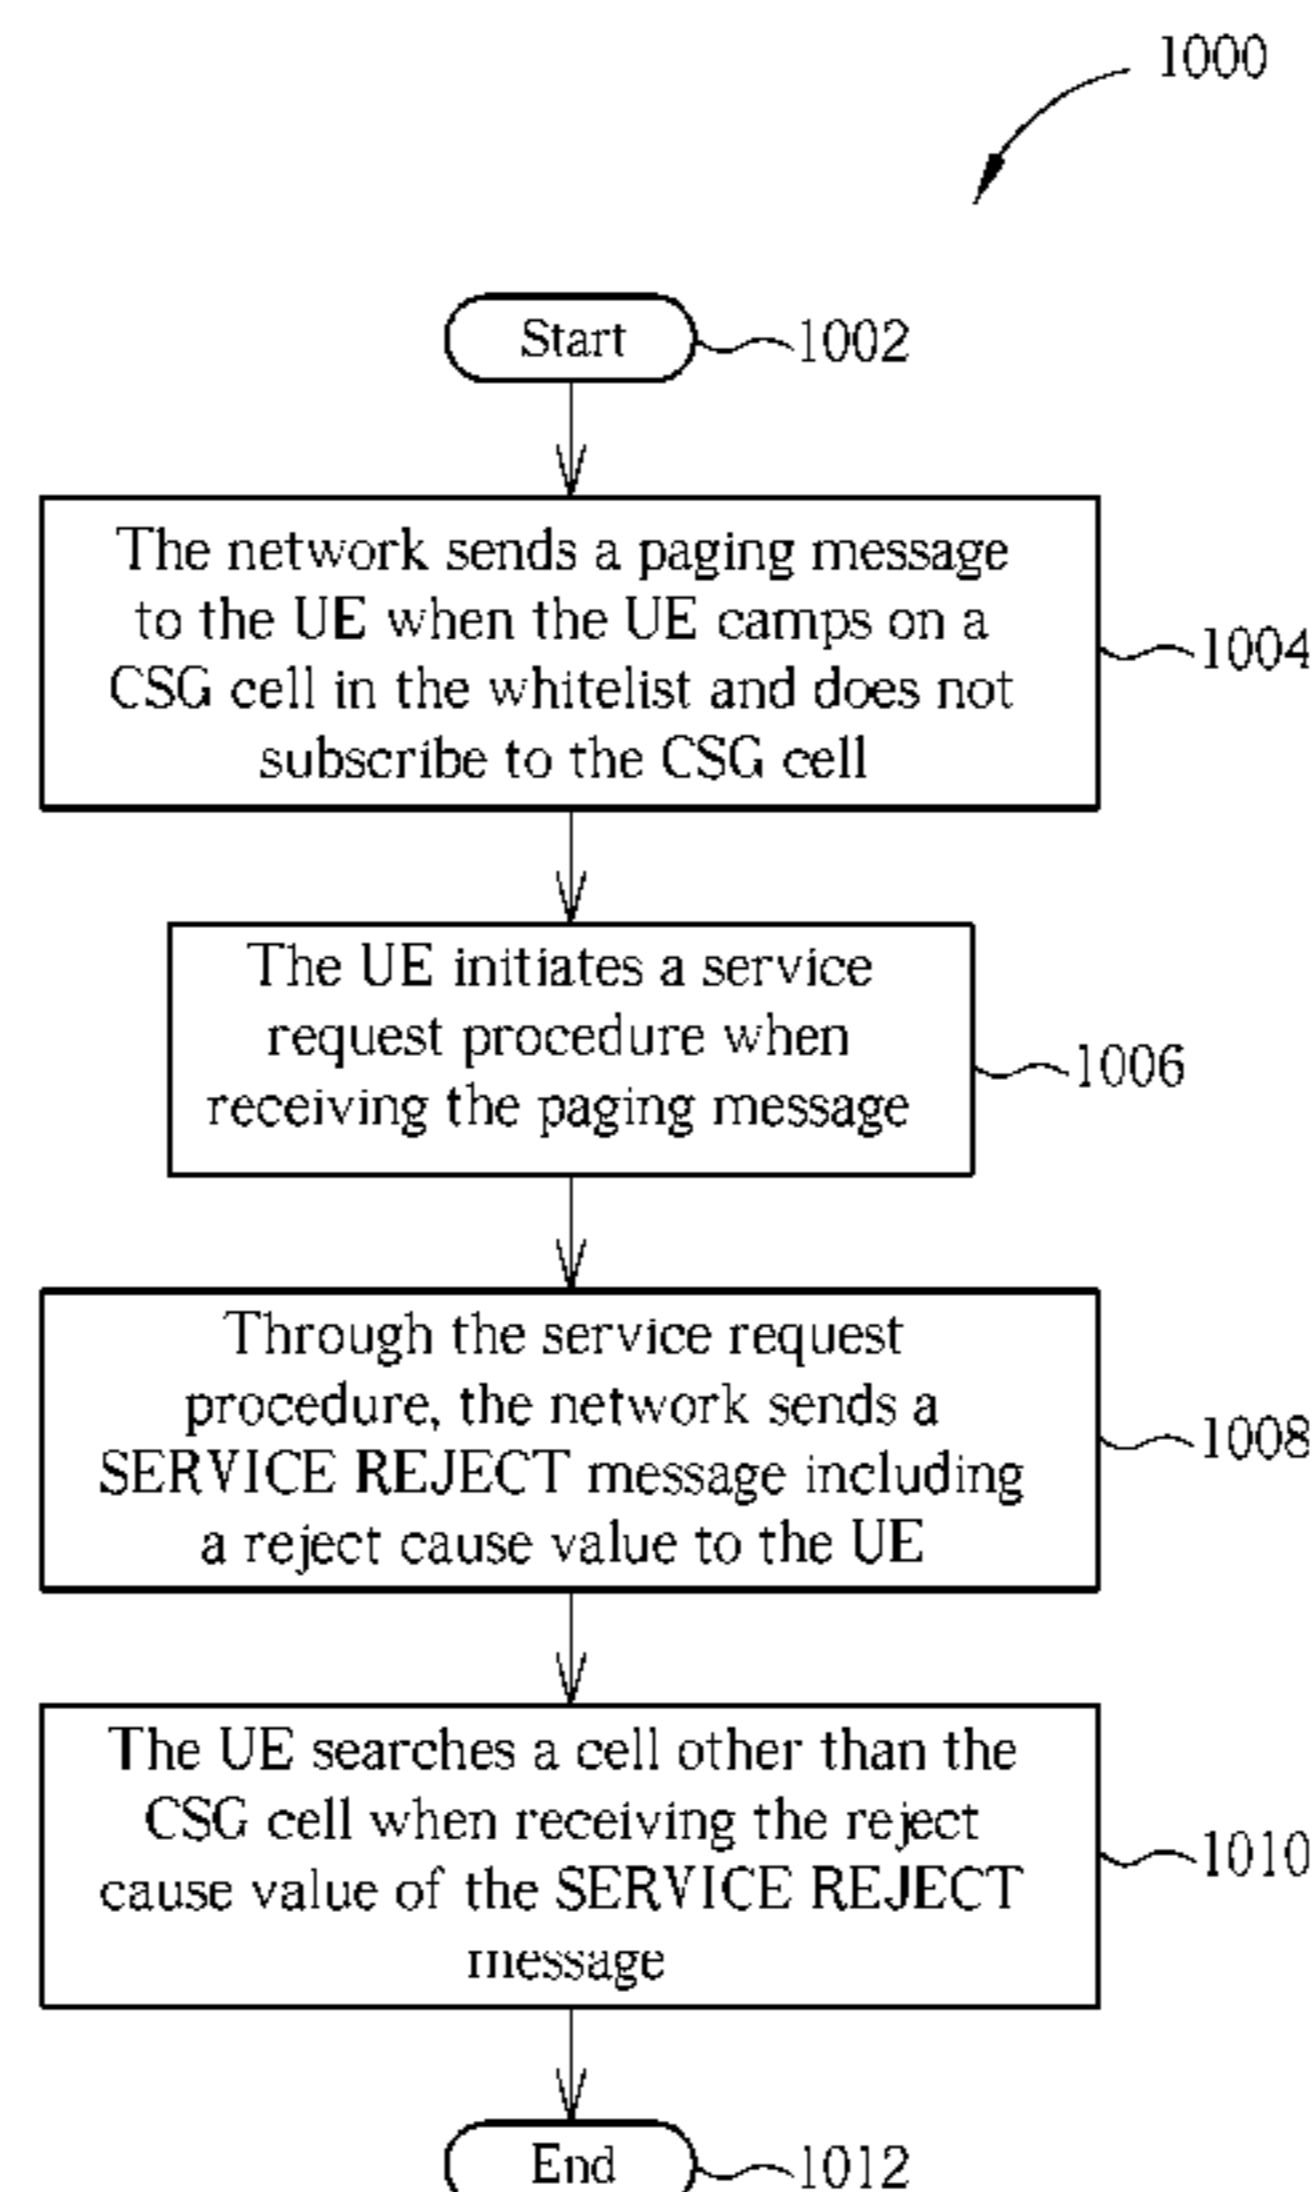 1000
Start
1002
The network sends a paging message
to the UE when the UE camps on a
CSG cell in the whitelist and does not
subscribe to the CSG cell
1004
The UE initiates a service
request procedure when
receiving the paging message
1006
Through the service request
procedure, the network sends a
SERVICE REJECT message including
a reject cause value to the UE
1008
The UE searches a cell other than the
CSG cell when receiving the reject
cause value of the SERVICE REJECT
message
1010
End
1012